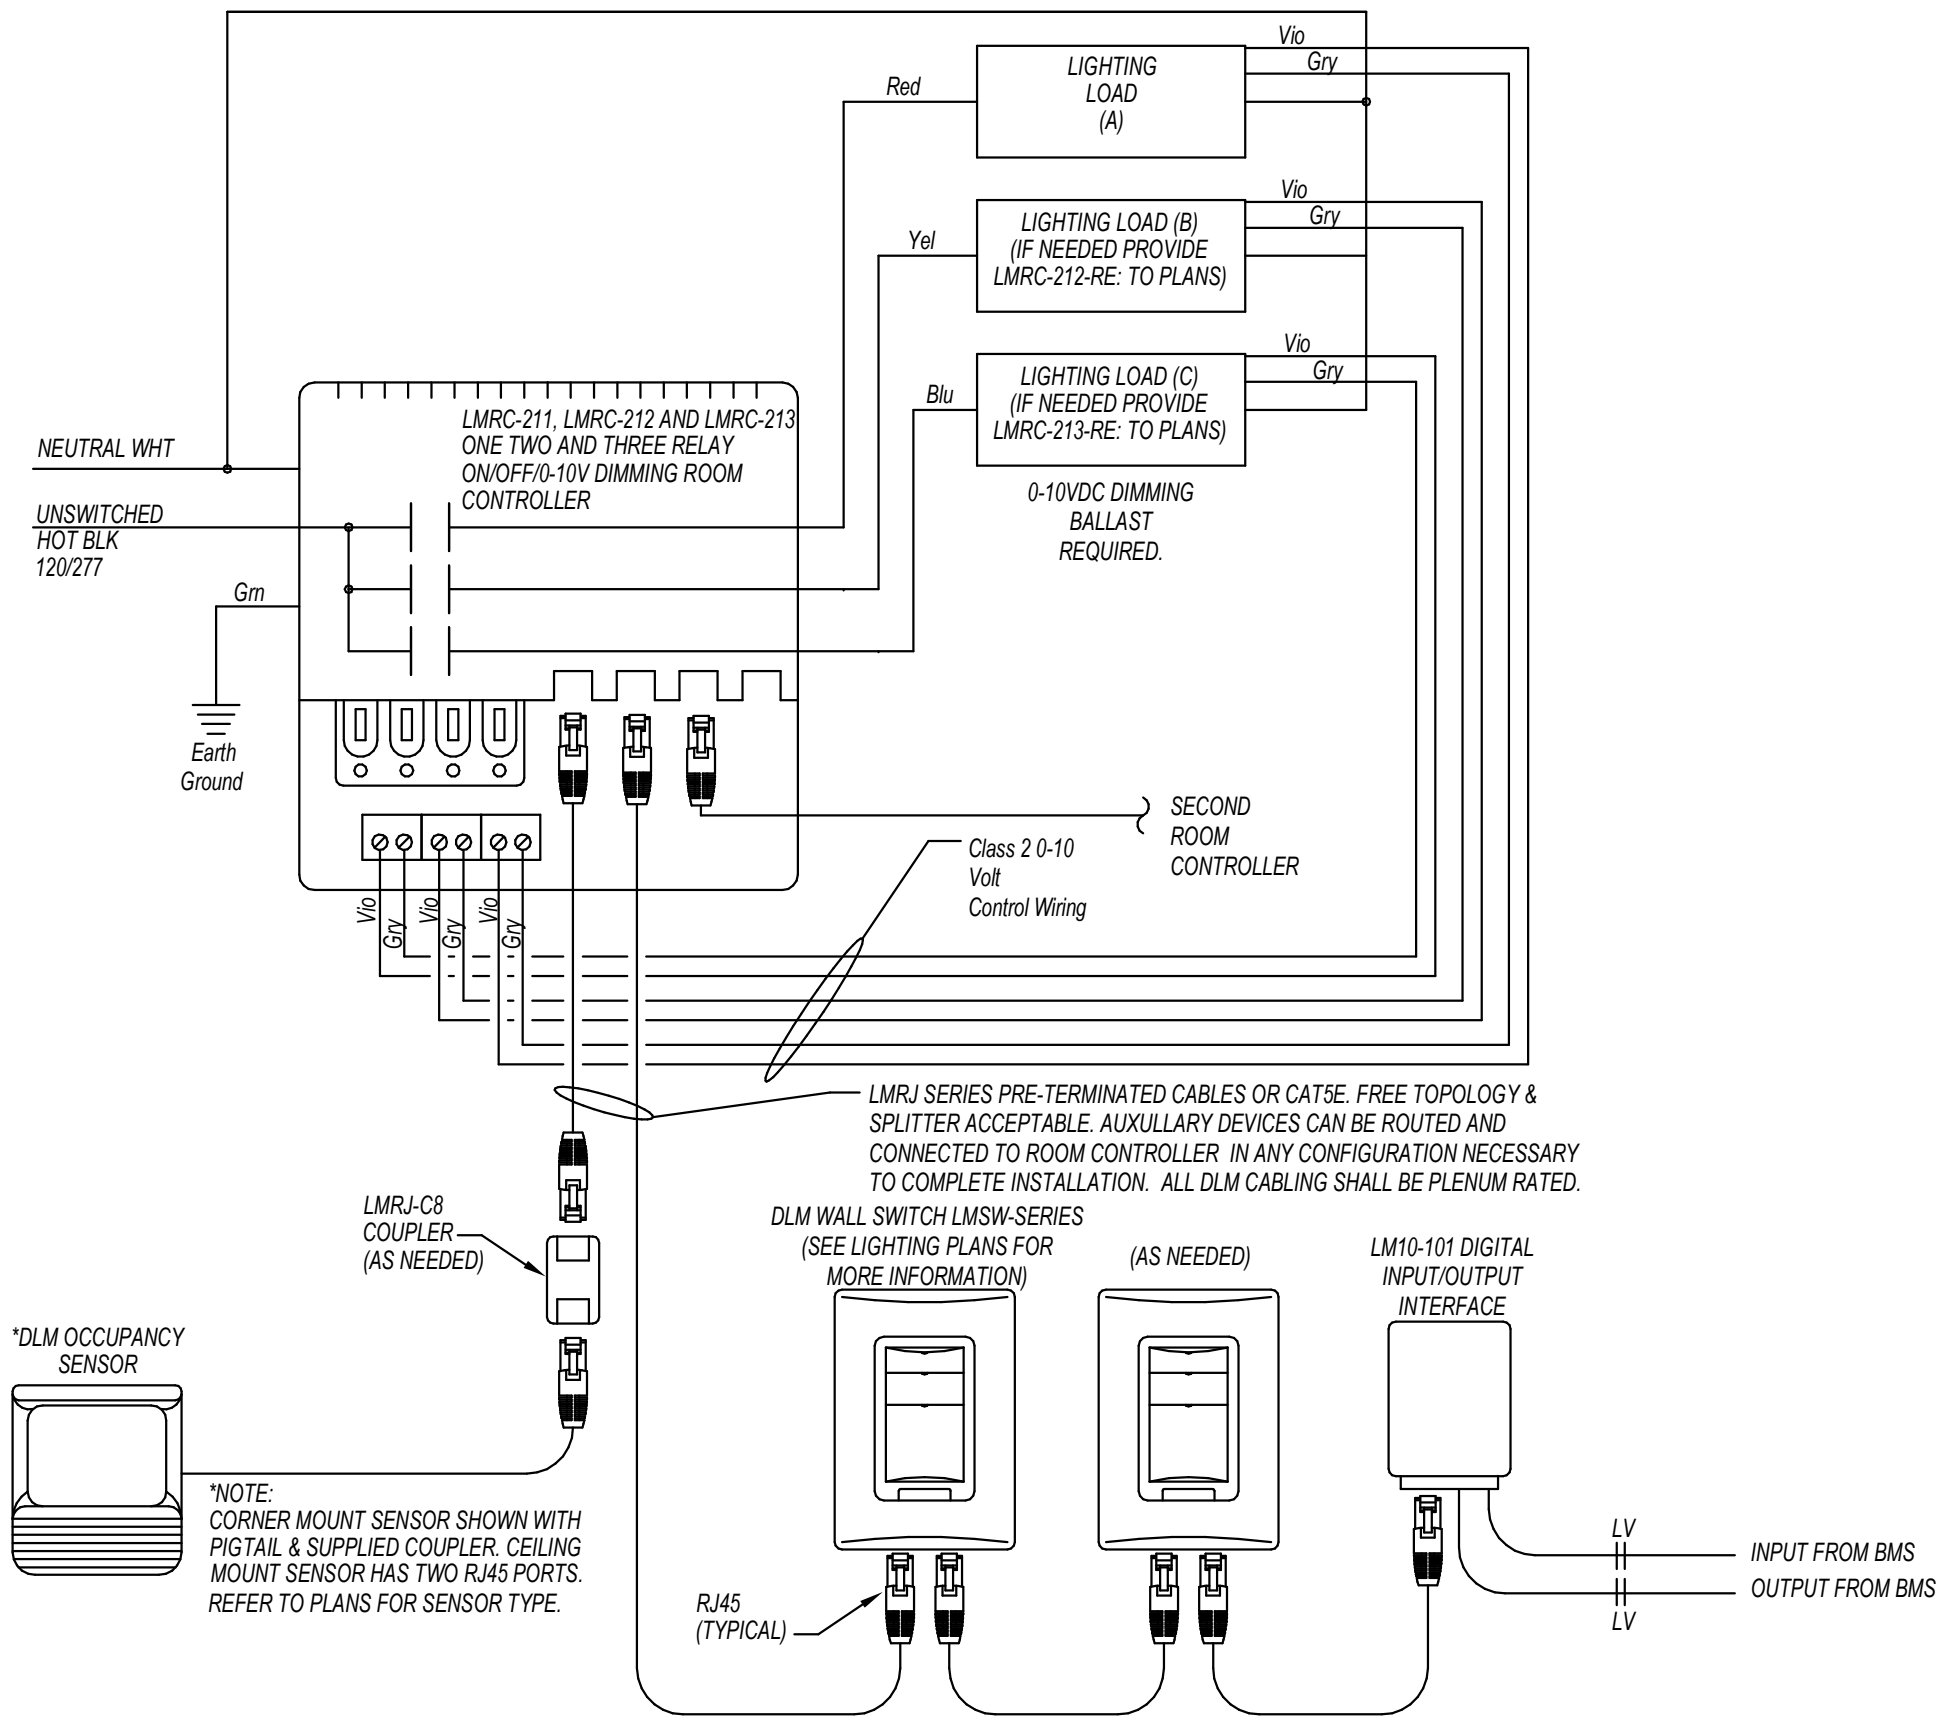 Vio
Gry
LIGHTING
LOAD
(A)
Red
Vio
Gry
LIGHTING LOAD (B)
(IF NEEDED PROVIDE
LMRC-212-RE: TO PLANS)
Yel
Vio
Gry
LIGHTING LOAD (C)
(IF NEEDED PROVIDE
LMRC-213-RE: TO PLANS)
Blu
0-10VDC DIMMING
BALLAST
REQUIRED.
LMRC-211, LMRC-212 AND LMRC-213
ONE TWO AND THREE RELAY
ON/OFF/0-10V DIMMING ROOM
CONTROLLER
NEUTRAL WHT
UNSWITCHED
HOT BLK
120/277
Grn
Earth
Ground
SECOND
ROOM
CONTROLLER
Class 2 0-10
Volt
Control Wiring
Vio
Gry
Vio
Gry
Vio
Gry
LMRJ SERIES PRE-TERMINATED CABLES OR CAT5E. FREE TOPOLOGY &
SPLITTER ACCEPTABLE. AUXULLARY DEVICES CAN BE ROUTED AND
CONNECTED TO ROOM CONTROLLER IN ANY CONFIGURATION NECESSARY
TO COMPLETE INSTALLATION. ALL DLM CABLING SHALL BE PLENUM RATED.
LMRJ-C8
COUPLER
(AS NEEDED)
DLM WALL SWITCH LMSW-SERIES
(SEE LIGHTING PLANS FOR
MORE INFORMATION)
(AS NEEDED)
LM10-101 DIGITAL
INPUT/OUTPUT
INTERFACE
*DLM OCCUPANCY
SENSOR
*NOTE:
CORNER MOUNT SENSOR SHOWN WITH
PIGTAIL & SUPPLIED COUPLER. CEILING
MOUNT SENSOR HAS TWO RJ45 PORTS.
REFER TO PLANS FOR SENSOR TYPE.
RJ45
(TYPICAL)
LV
INPUT FROM BMS
OUTPUT FROM BMS
LV